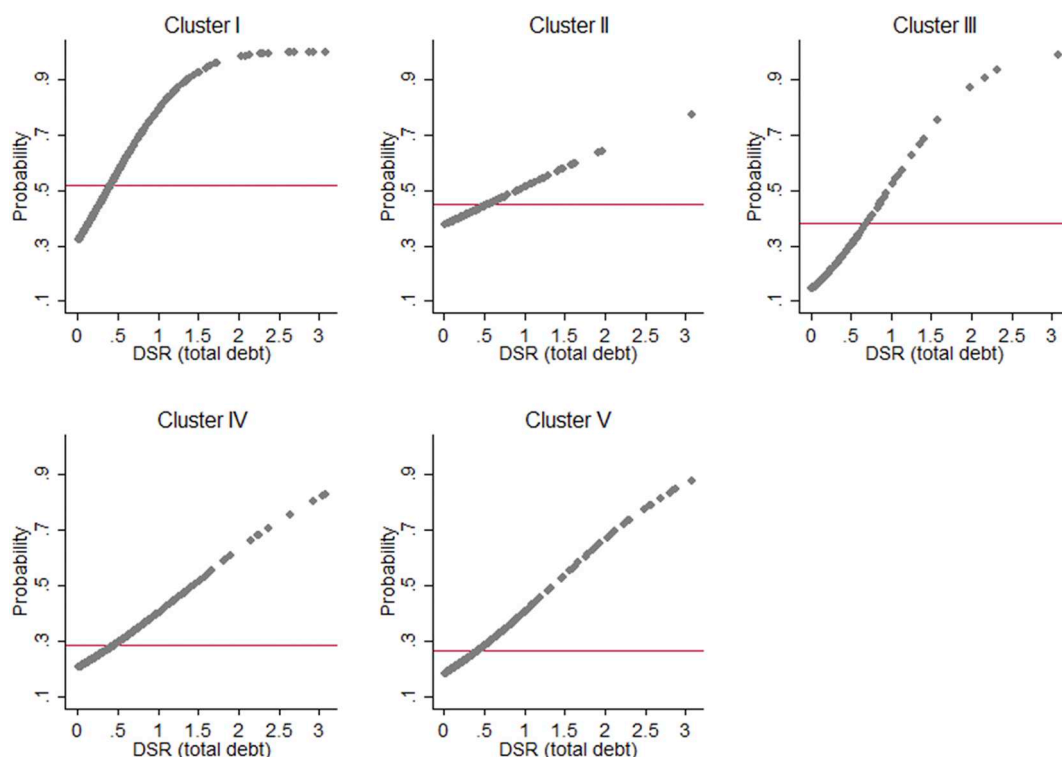 Cluster I
Probability
.9
.7
.5
.3
.1
0 .5 1 1.5 2 2.5 3
DSR (total debt)
Cluster II
Probability
.9
.7
.5
.3
.1
0 .5 1 1.5 2 2.5 3
DSR (total debt)
Cluster III
Probability
.9
.7
.5
.3
.1
0 .5 1 1.5 2 2.5 3
DSR (total debt)
Cluster IV
Probability
.9
.7
.5
.3
.1
0 .5 1 1.5 2 2.5 3
DSR (total debt)
Cluster V
Probability
.9
.7
.5
.3
.1
0 .5 1 1.5 2 2.5 3
DSR (total debt)